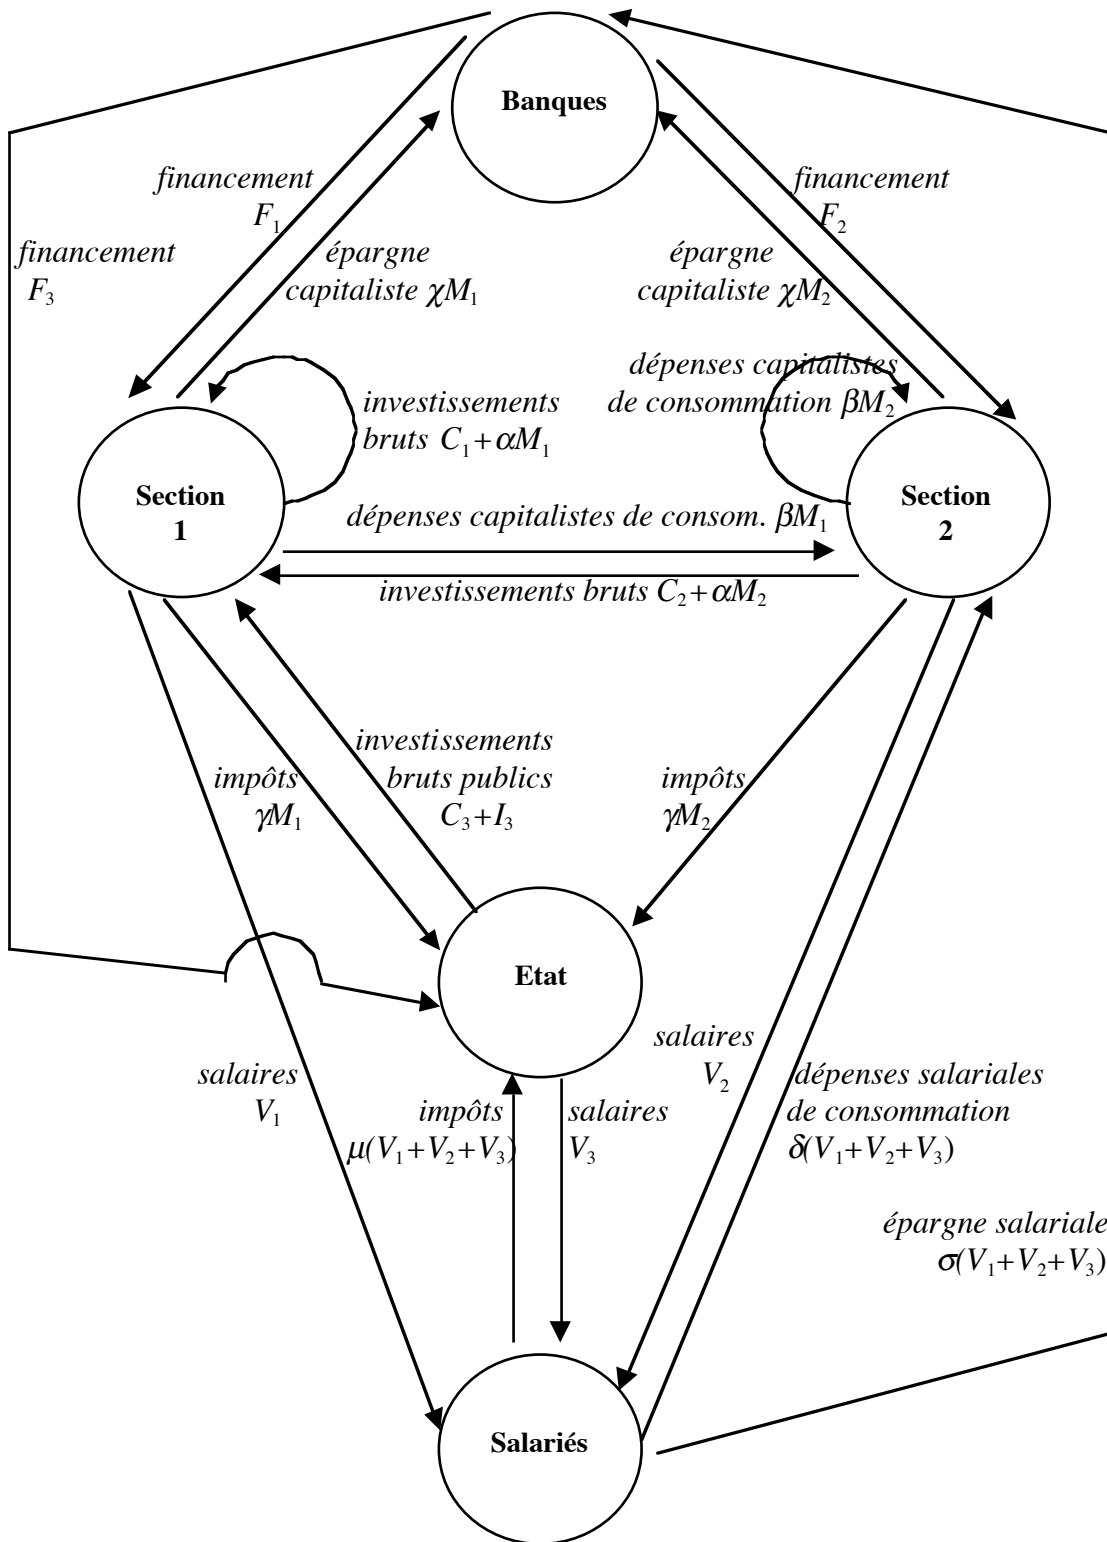 Banques
financement
F₁
financement
F₂
financement
F₃
épargne
capitaliste χM₁
épargne
capitaliste χM₂
investissements
bruts C₁+αM₁
dépenses capitalistes
de consommation βM₂
Section
1
Section
2
dépenses capitalistes de consom. βM₁
investissements bruts C₂+αM₂
impôts
γM₁
investissements
bruts publics
C₃+I₃
impôts
γM₂
Etat
salaires
V₁
impôts
μ(V₁+V₂+V₃)
salaires
V₃
salaires
V₂
dépenses salariales
de consommation
δ(V₁+V₂+V₃)
épargne salariale
σ(V₁+V₂+V₃)
Salariés